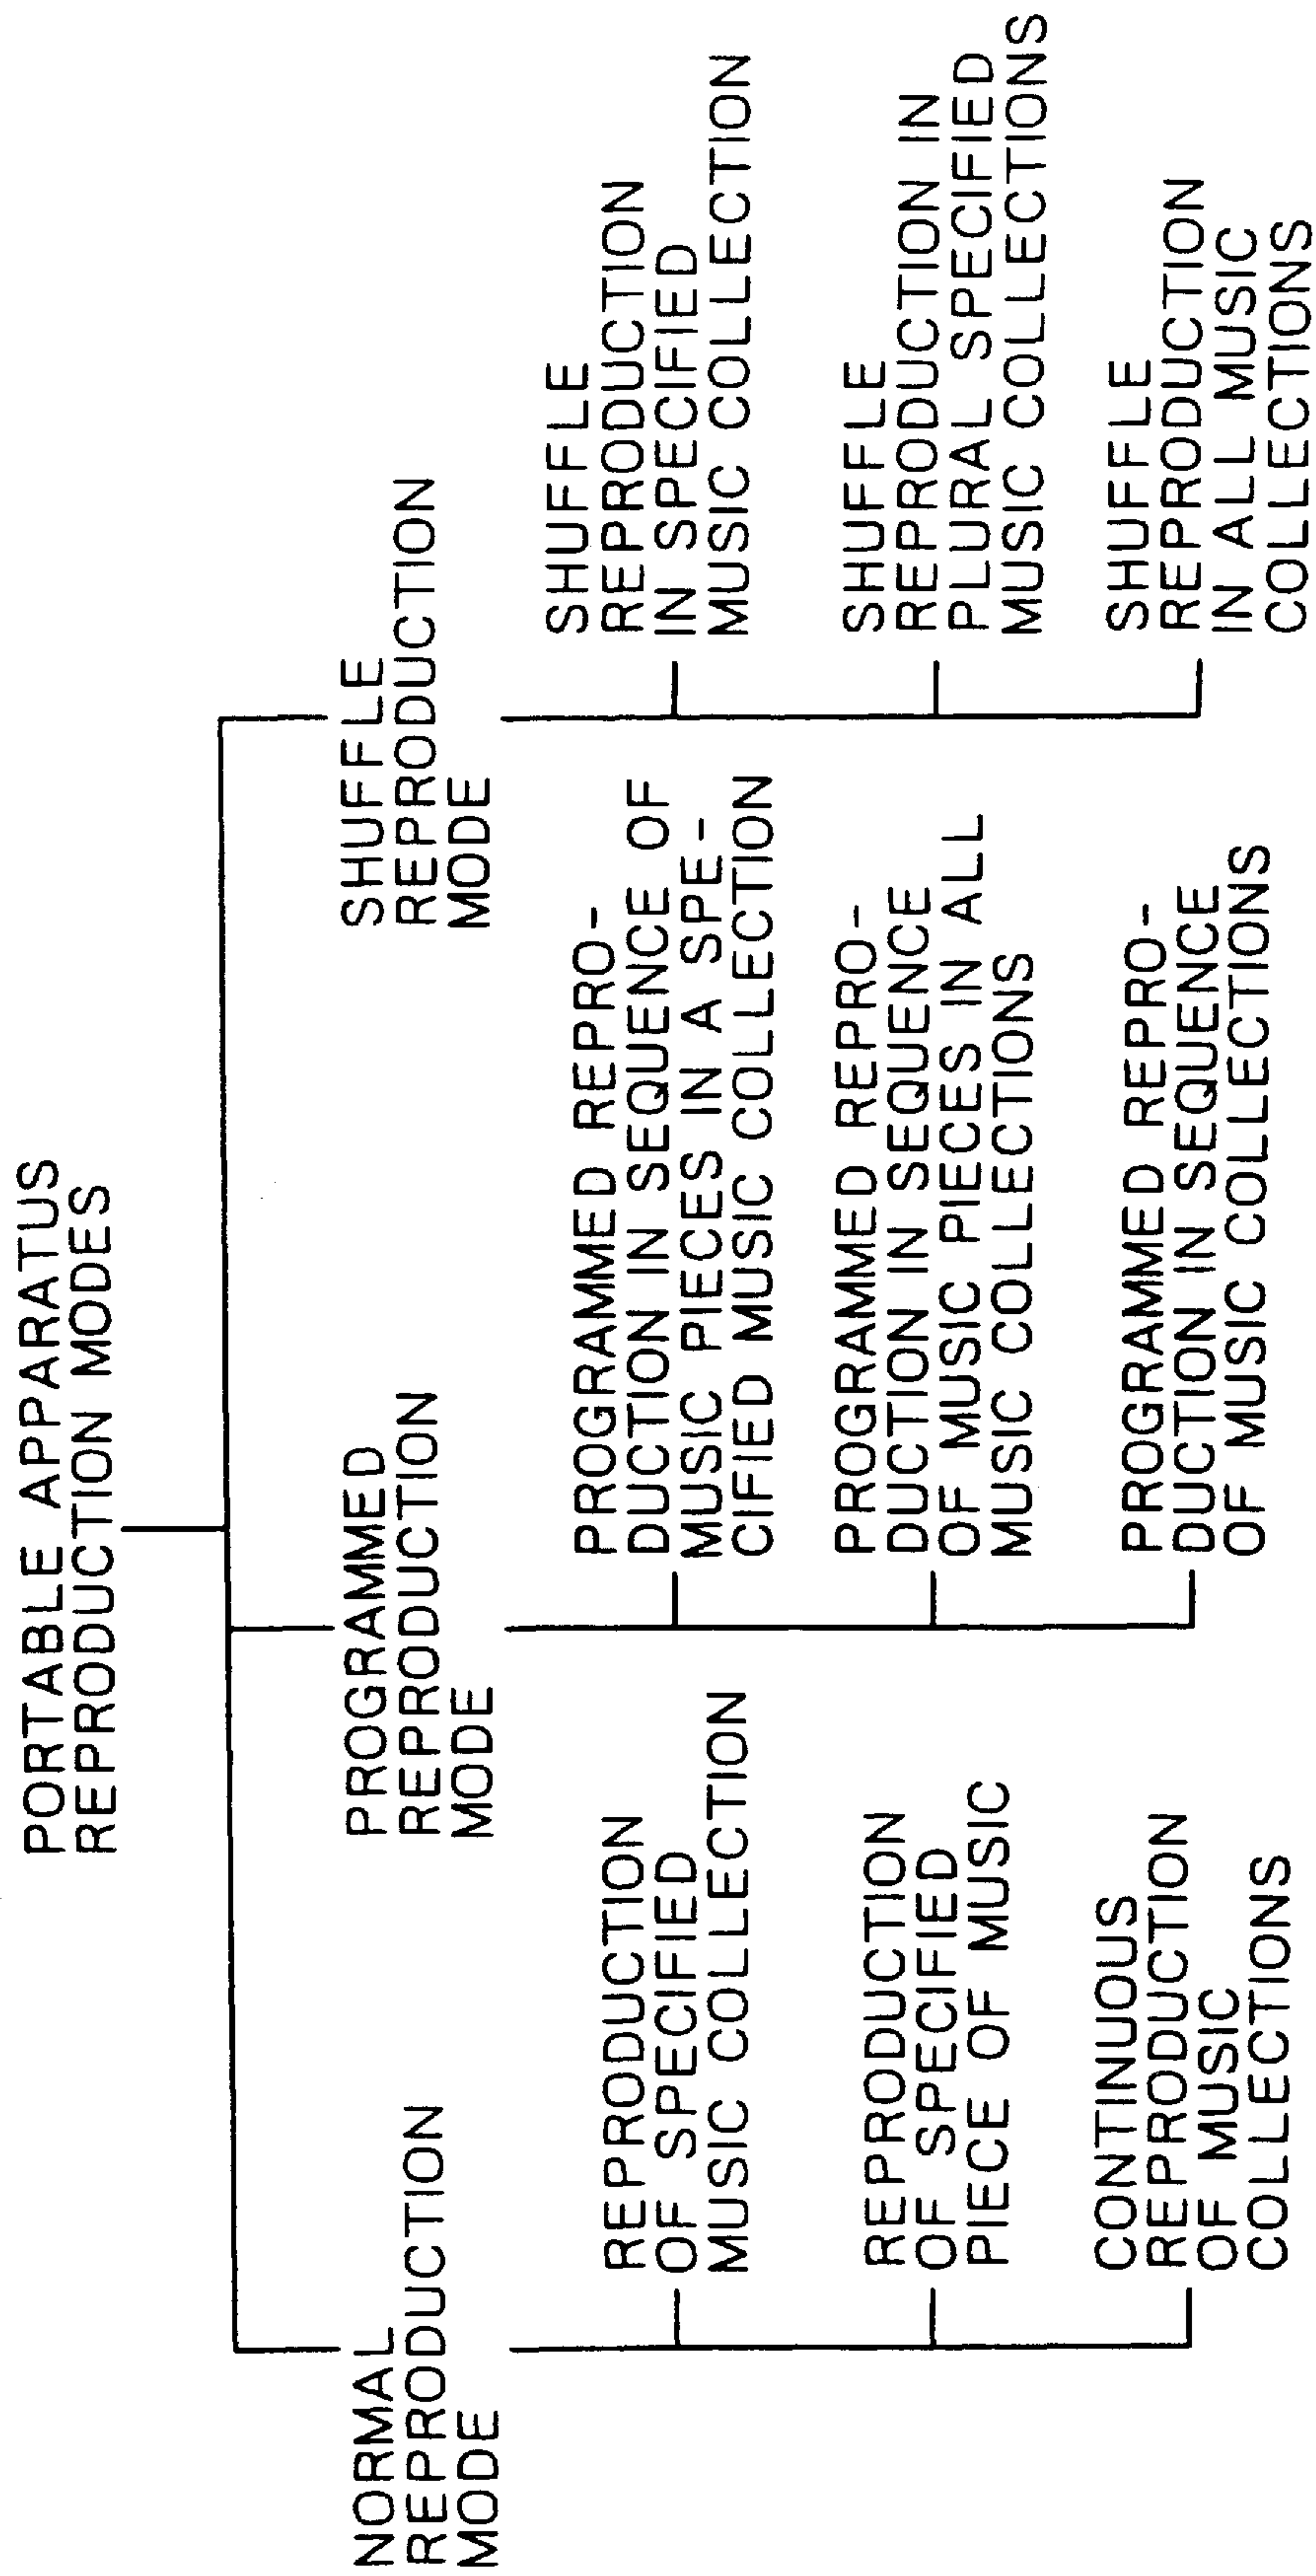 PORTABLE APPARATUS
REPRODUCTION MODES
NORMAL
REPRODUCTION
MODE
REPRODUCTION
OF SPECIFIED
MUSIC COLLECTION
REPRODUCTION
OF SPECIFIED
PIECE OF MUSIC
CONTINUOUS
REPRODUCTION
OF MUSIC
COLLECTIONS
PROGRAMMED
REPRODUCTION
MODE
PROGRAMMED REPRO-
DUCTION IN SEQUENCE OF
MUSIC PIECES IN A SPE-
CIFIED MUSIC COLLECTION
PROGRAMMED REPRO-
DUCTION IN SEQUENCE
OF MUSIC PIECES IN ALL
MUSIC COLLECTIONS
PROGRAMMED REPRO-
DUCTION IN SEQUENCE
OF MUSIC COLLECTIONS
SHUFFLE
REPRODUCTION
MODE
SHUFFLE
REPRODUCTION
IN SPECIFIED
MUSIC COLLECTION
SHUFFLE
REPRODUCTION IN
PLURAL SPECIFIED
MUSIC COLLECTIONS
SHUFFLE
REPRODUCTION
IN ALL MUSIC
COLLECTIONS